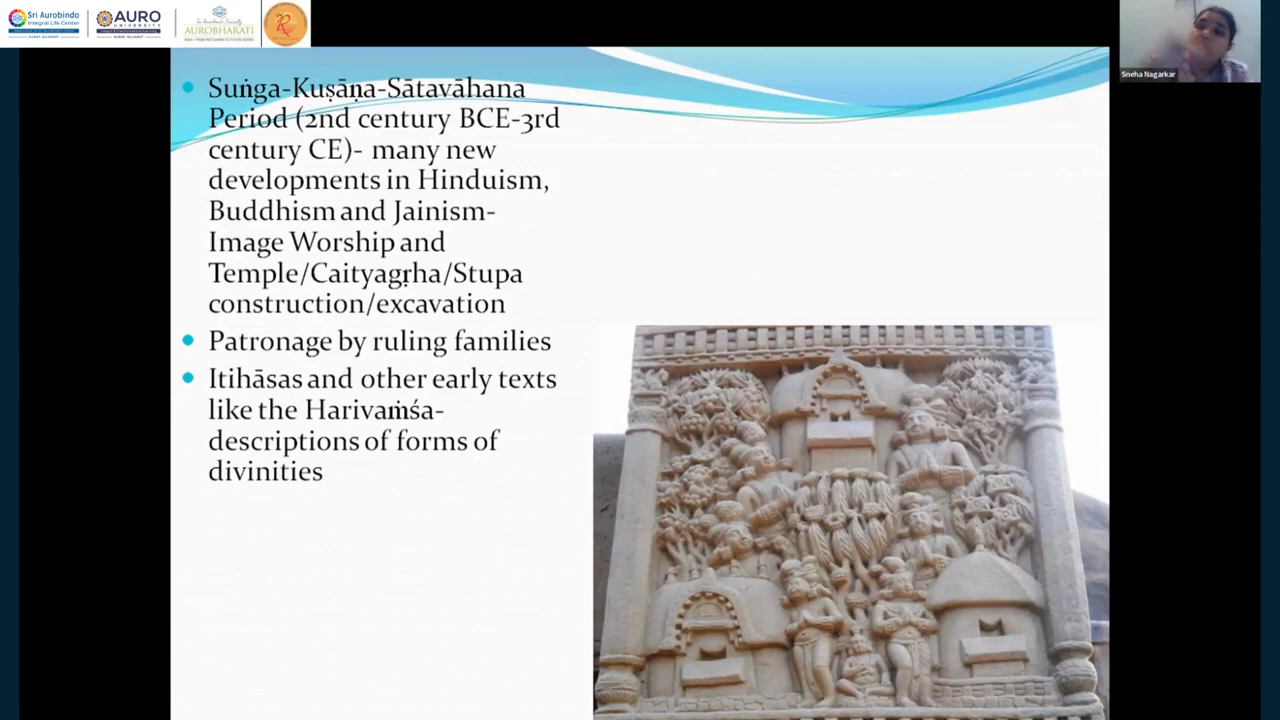 Sri Aurobindo
Integral Life Center
AURO
UNIVERSITY
AUROBHARATI
Sneha Nagarkar
Suṅga-Kuṣāṇa-Sātavāhana
Period (2nd century BCE-3rd
century CE)- many new
developments in Hinduism,
Buddhism and Jainism-
Image Worship and
Temple/Caityagṛha/Stupa
construction/excavation
Patronage by ruling families
Itihāsas and other early texts
like the Harivaṁśa-
descriptions of forms of
divinities